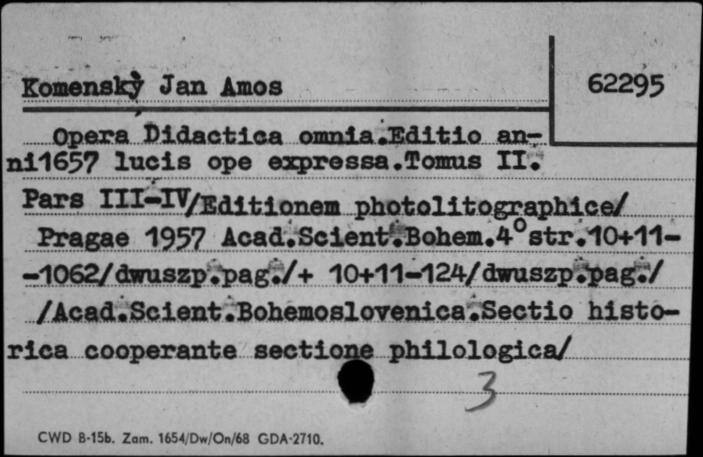 Komenský Jan Amos
62295
Opera Didactica omnia.Editio an-
ni1657 lucis ope expressa.Tomus II.
Pars III-IV/Editionem photolitographice/
Pragae 1957 Acad.Scient.Bohem.4°str.10+11-
-1062/dwuszp.pag./+ 10+11-124/dwuszp.pag./
/Acad.Scient.Bohemoslovenica.Sectio histo-
rica cooperante sectione philologica/
3
CWD B-15b. Zam. 1654/Dw/On/68 GDA-2710.